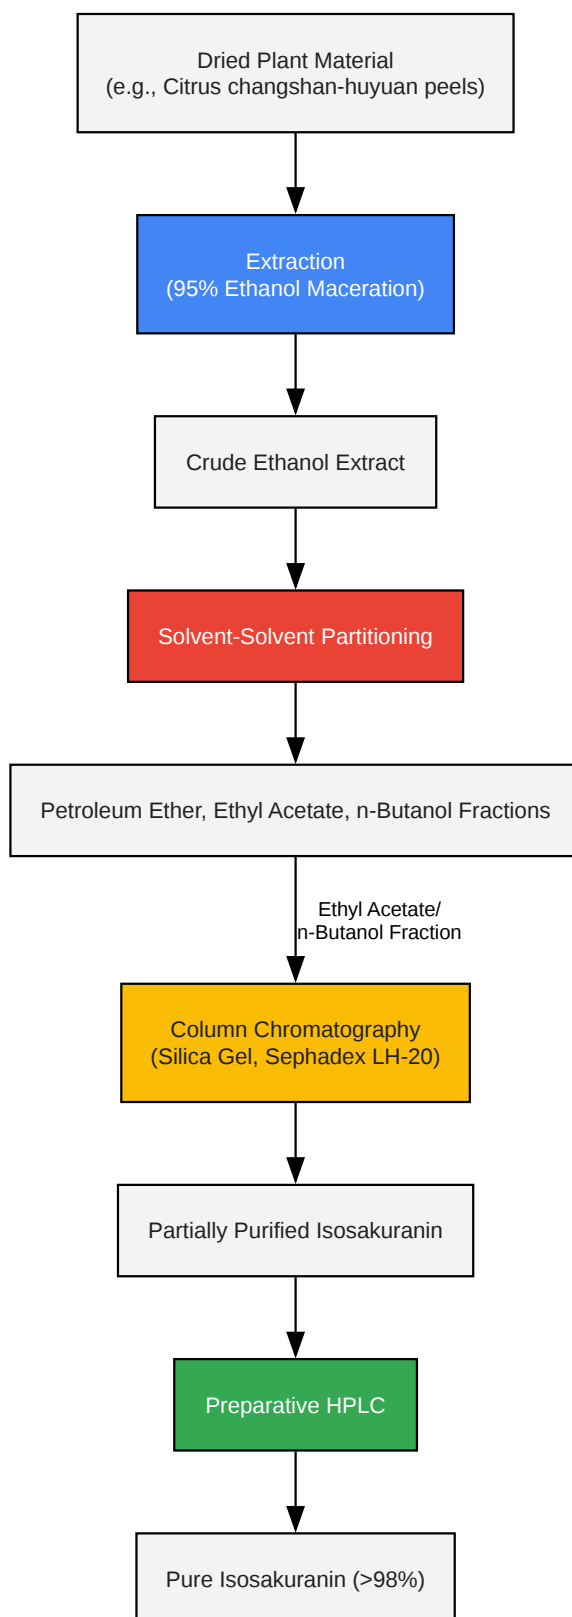 Dried Plant Material
(e.g., Citrus changshan-huyuan peels)
Extraction
(95% Ethanol Maceration)
Crude Ethanol Extract
Solvent-Solvent Partitioning
Petroleum Ether, Ethyl Acetate, n-Butanol Fractions
Ethyl Acetate/
n-Butanol Fraction
Column Chromatography
(Silica Gel, Sephadex LH-20)
Partially Purified Isosakuranin
Preparative HPLC
Pure Isosakuranin (>98%)